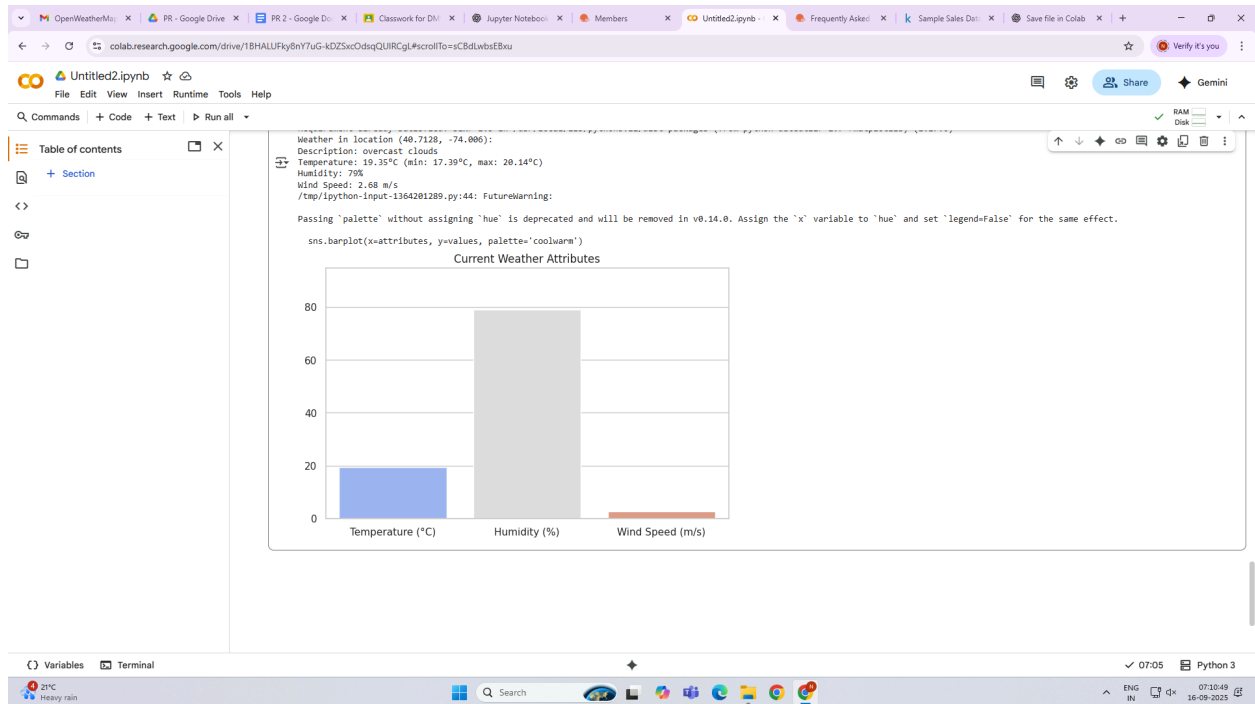 OpenWeatherMap PR - Google Drive PR 2 - Google Doc Classwork for DM Jupyter Notebook Members Untitled2.ipynb - Frequently Asked Sample Sales Data Save file in Colab
colab.research.google.com/drive/1BHALUFky8nY7uG-kDZSxcOdsqQUIRCgL#scrollTo=sCBdLwbsEBxu Verify it's you
Untitled2.ipynb
Share Gemini
File Edit View Insert Runtime Tools Help
Commands + Code + Text Run all RAM
Disk
Table of contents
+ Section
Weather in location (40.7128, -74.006):
Description: overcast clouds
Temperature: 19.35°C (min: 17.39°C, max: 20.14°C)
Humidity: 79%
Wind Speed: 2.68 m/s
/tmp/ipython-input-1364201289.py:44: FutureWarning:
Passing `palette` without assigning `hue` is deprecated and will be removed in v0.14.0. Assign the `x` variable to `hue` and set `legend=False` for the same effect.
sns.barplot(x=attributes, y=values, palette='coolwarm')
Current Weather Attributes
80
60
40
20
0
Temperature (°C) Humidity (%) Wind Speed (m/s)
{} Variables Terminal 07:05 Python 3
4
21°C
Heavy rain
Search
ENG
IN
07:10:49
16-09-2025